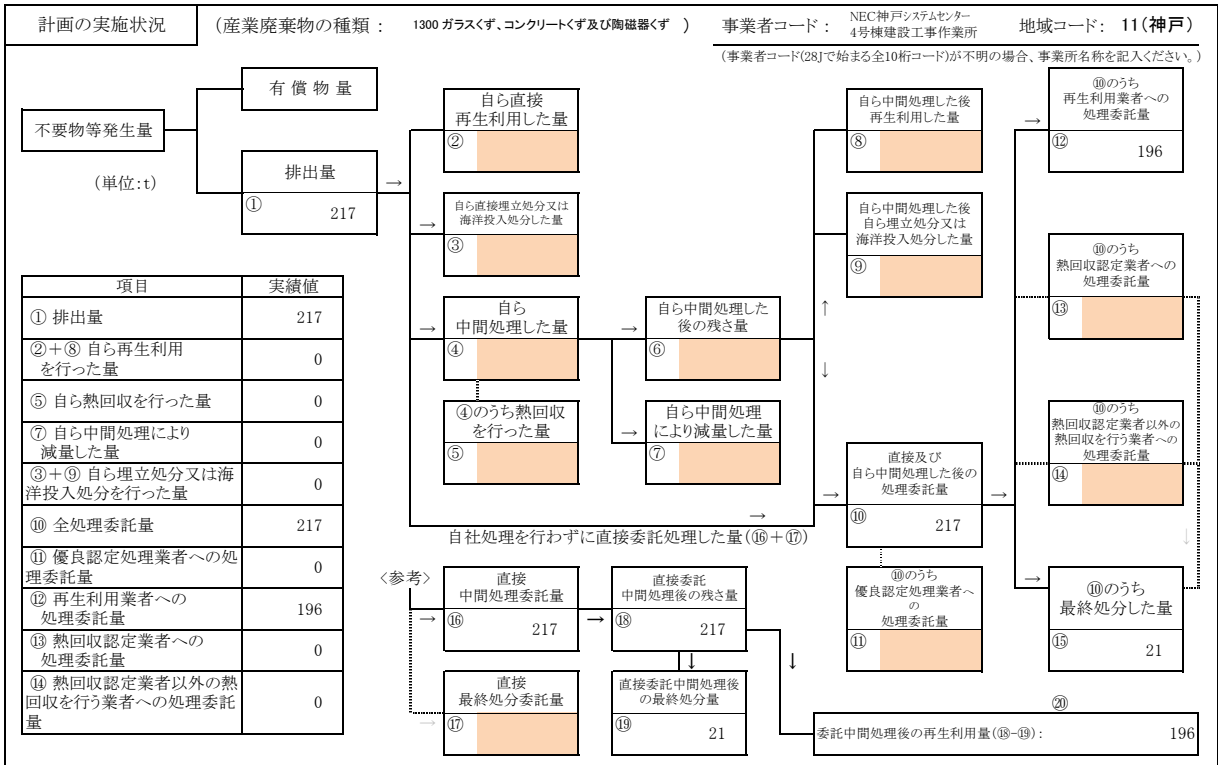 計画の実施状況
(産業廃棄物の種類： 1300 ガラスくず、コンクリートくず及び陶磁器くず )
事業者コード： NEC神戸システムセンター
4号棟建設工事作業所
地域コード： 11(神戸)
(事業者コード(28Jで始まる全10桁コード)が不明の場合、事業所名称を記入ください。)
不要物等発生量
(単位:t)
有償物量
排出量
① 217
→
自ら直接
再生利用した量
②
→
自ら直接埋立処分又は
海洋投入処分した量
③
→
自ら
中間処理した量
④
④のうち熱回収
を行った量
⑤
→
自ら中間処理した
後の残さ量
⑥
→
自ら中間処理
により減量した量
⑦
自ら中間処理した後
再生利用した量
⑧
自ら中間処理した後
自ら埋立処分又は
海洋投入処分した量
⑨
↑
↓
→
直接及び
自ら中間処理した後の
処理委託量
⑩ 217
→
⑩のうち
優良認定処理業者へ
の
処理委託量
⑪
→
⑩のうち
再生利用業者への
処理委託量
⑫ 196
⑩のうち
熱回収認定業者への
処理委託量
⑬
⑩のうち
熱回収認定業者以外の
熱回収を行う業者への
処理委託量
⑭
↓
→
⑩のうち
最終処分した量
⑮ 21
→
自社処理を行わずに直接委託処理した量(⑯＋⑰)
〈参考〉
→
直接
中間処理委託量
⑯ 217
→
直接委託
中間処理後の残さ量
⑱ 217
→
直接
最終処分委託量
⑰
↓
直接委託中間処理後
の最終処分量
⑲ 21
↓
⑳
委託中間処理後の再生利用量(⑱-⑲)： 196
項目 実績値
① 排出量 217
②＋⑧ 自ら再生利用
を行った量 0
⑤ 自ら熱回収を行った量 0
⑦ 自ら中間処理により
減量した量 0
③＋⑨ 自ら埋立処分又は海
洋投入処分を行った量 0
⑩ 全処理委託量 217
⑪ 優良認定処理業者への処
理委託量 0
⑫ 再生利用業者への
処理委託量 196
⑬ 熱回収認定業者への
処理委託量 0
⑭ 熱回収認定業者以外の熱
回収を行う業者への処理委託
量 0